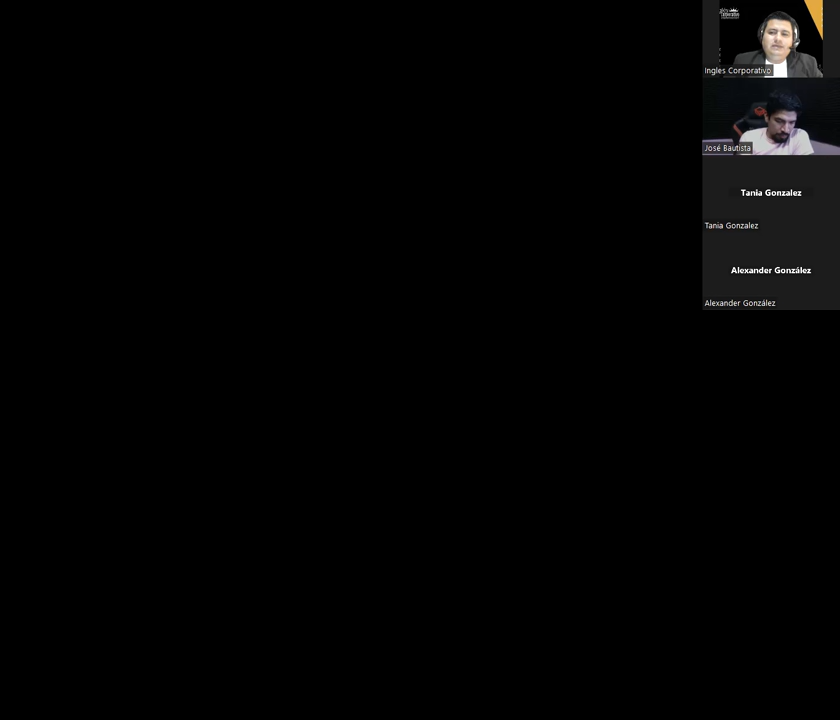 Ingles Corporativo
José Bautista
Tania Gonzalez
Tania Gonzalez
Alexander González
Alexander González